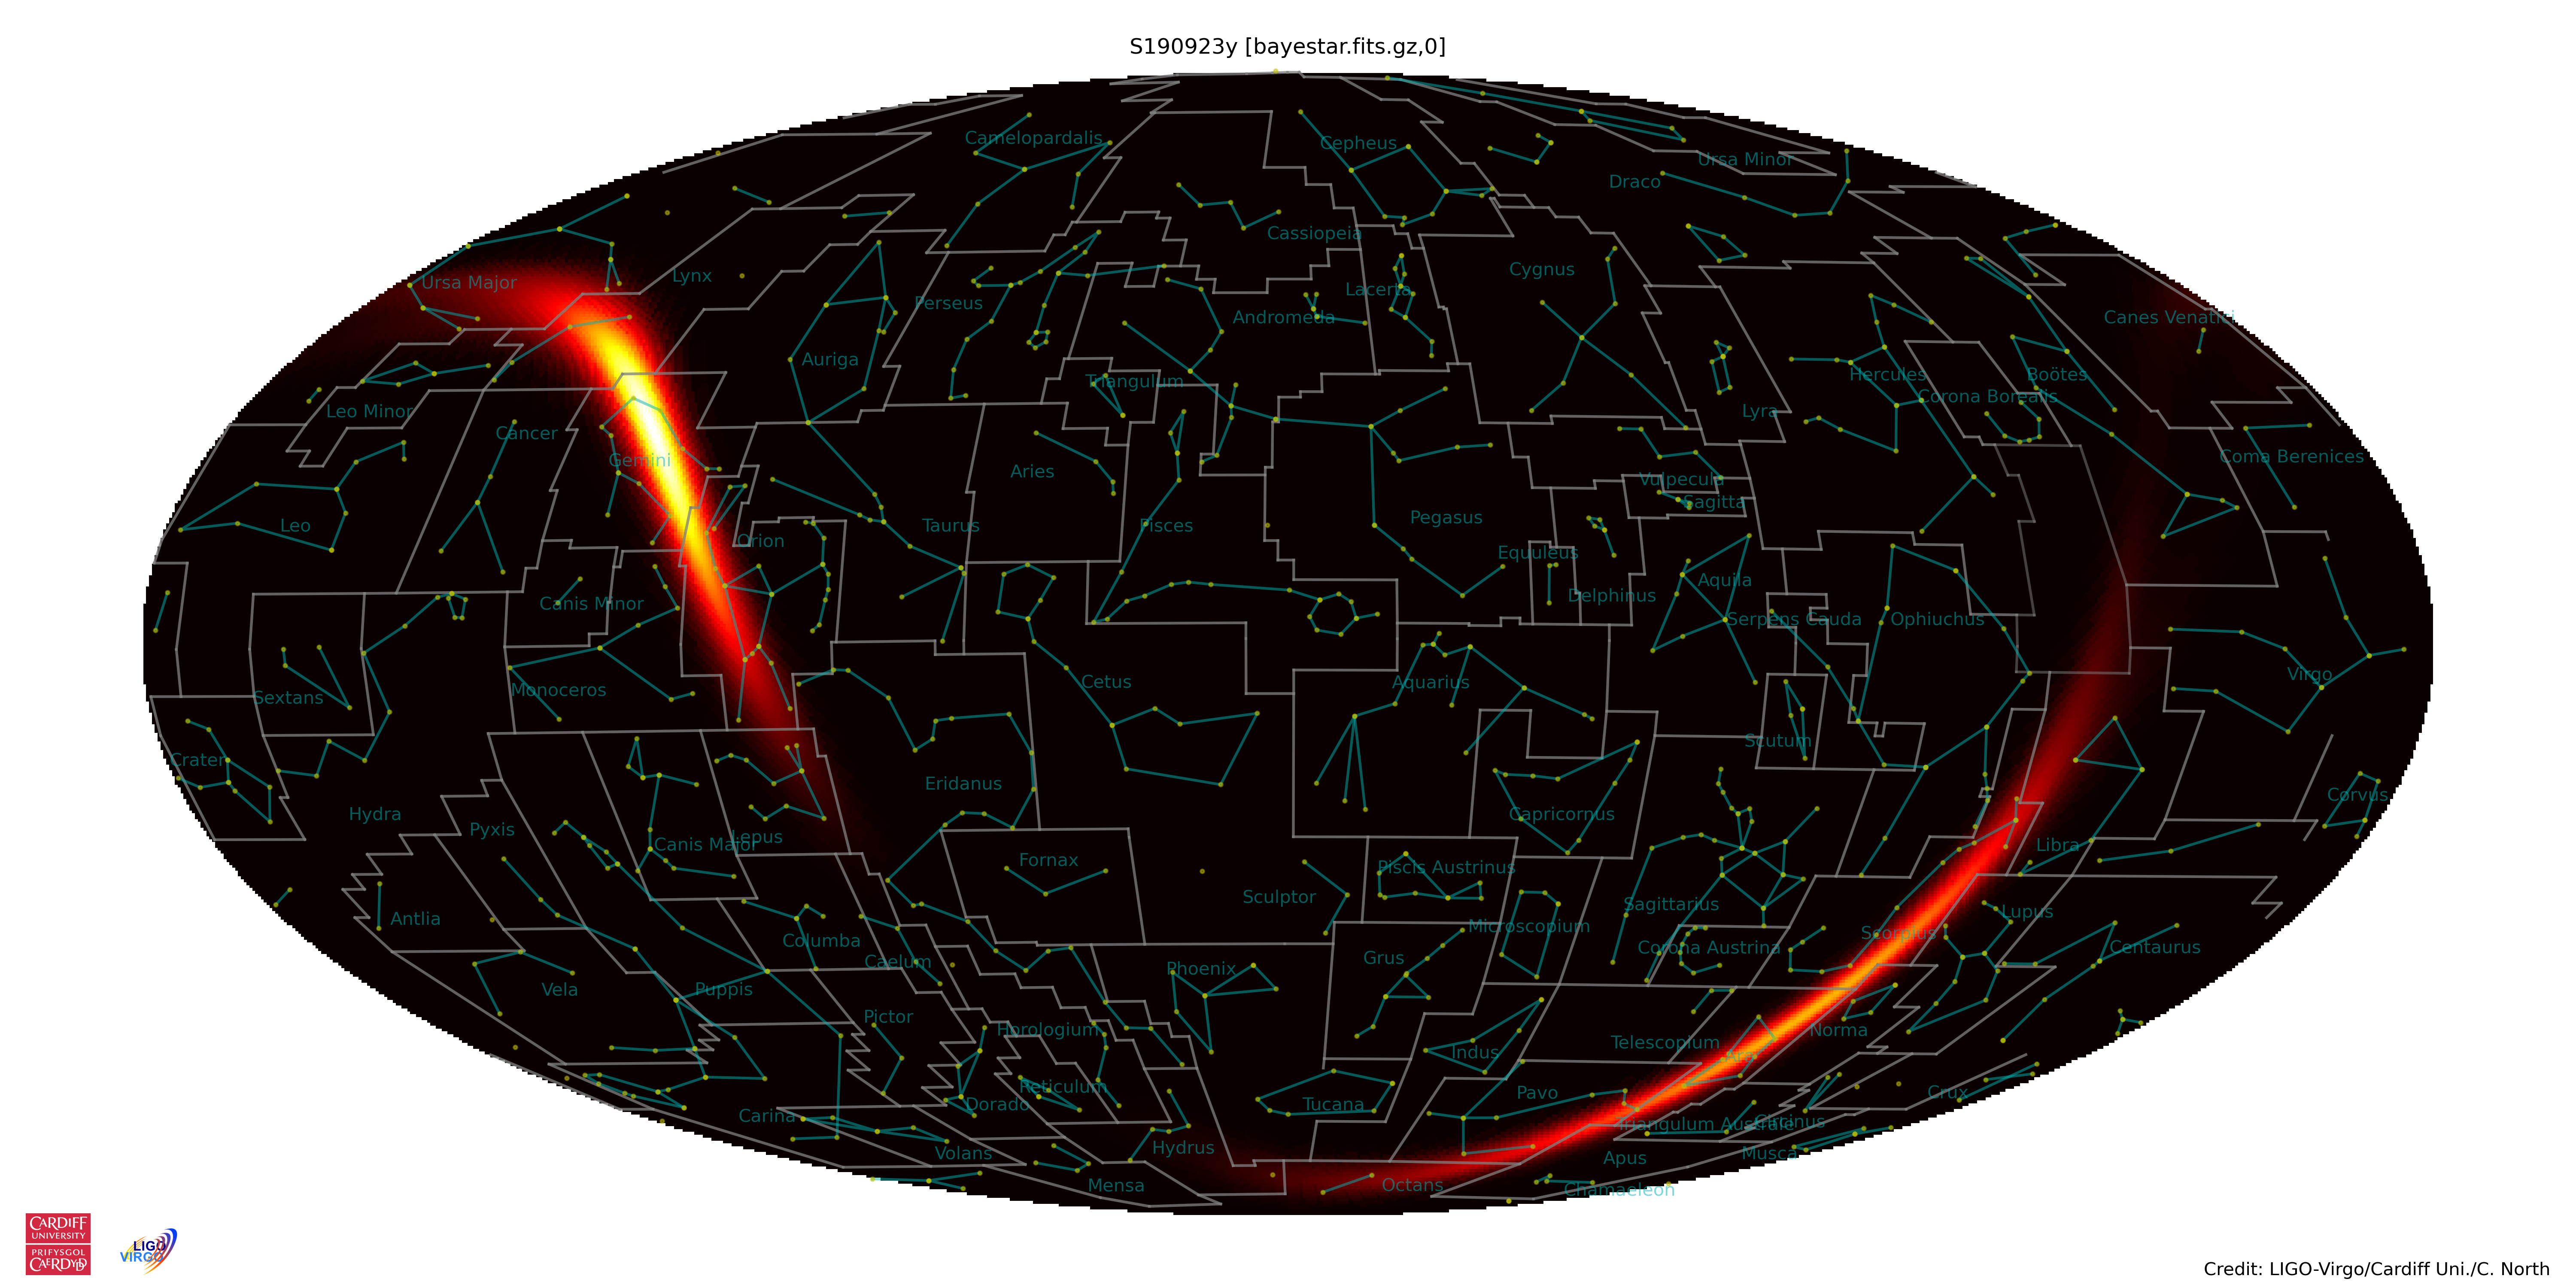 S190923y [bayestar.fits.gz,0]
Camelopardalis
Cepheus
Ursa Minor
Draco
Cassiopeia
Ursa Major
Lynx
Cygnus
Lacerta
Perseus
Andromeda
Canes Venatici
Auriga
Triangulum
Hercules
Boötes
Corona Borealis
Leo Minor
Lyra
Cancer
Gemini
Coma Berenices
Aries
Vulpecula
Sagitta
Leo
Taurus
Pisces
Pegasus
Orion
Equuleus
Aquila
Delphinus
Canis Minor
Serpens Cauda
Ophiuchus
Virgo
Sextans
Monoceros
Cetus
Aquarius
Scutum
Crater
Eridanus
Corvus
Hydra
Capricornus
Pyxis
Lepus
Canis Major
Libra
Fornax
Piscis Austrinus
Sculptor
Sagittarius
Lupus
Antlia
Microscopium
Scorpius
Columba
Corona Austrina
Centaurus
Caelum
Grus
Phoenix
Vela
Puppis
Pictor
Horologium
Norma
Telescopium
Indus
Ara
Reticulum
Pavo
Crux
Dorado
Tucana
Carina
Triangulum Australe
Circinus
Hydrus
Volans
Musca
Apus
Mensa
Octans
Chamaeleon
CARDIFF
UNIVERSITY
PRIFYSGOL
CAERDYDD
LIGO
VIRGO
Credit: LIGO-Virgo/Cardiff Uni./C. North